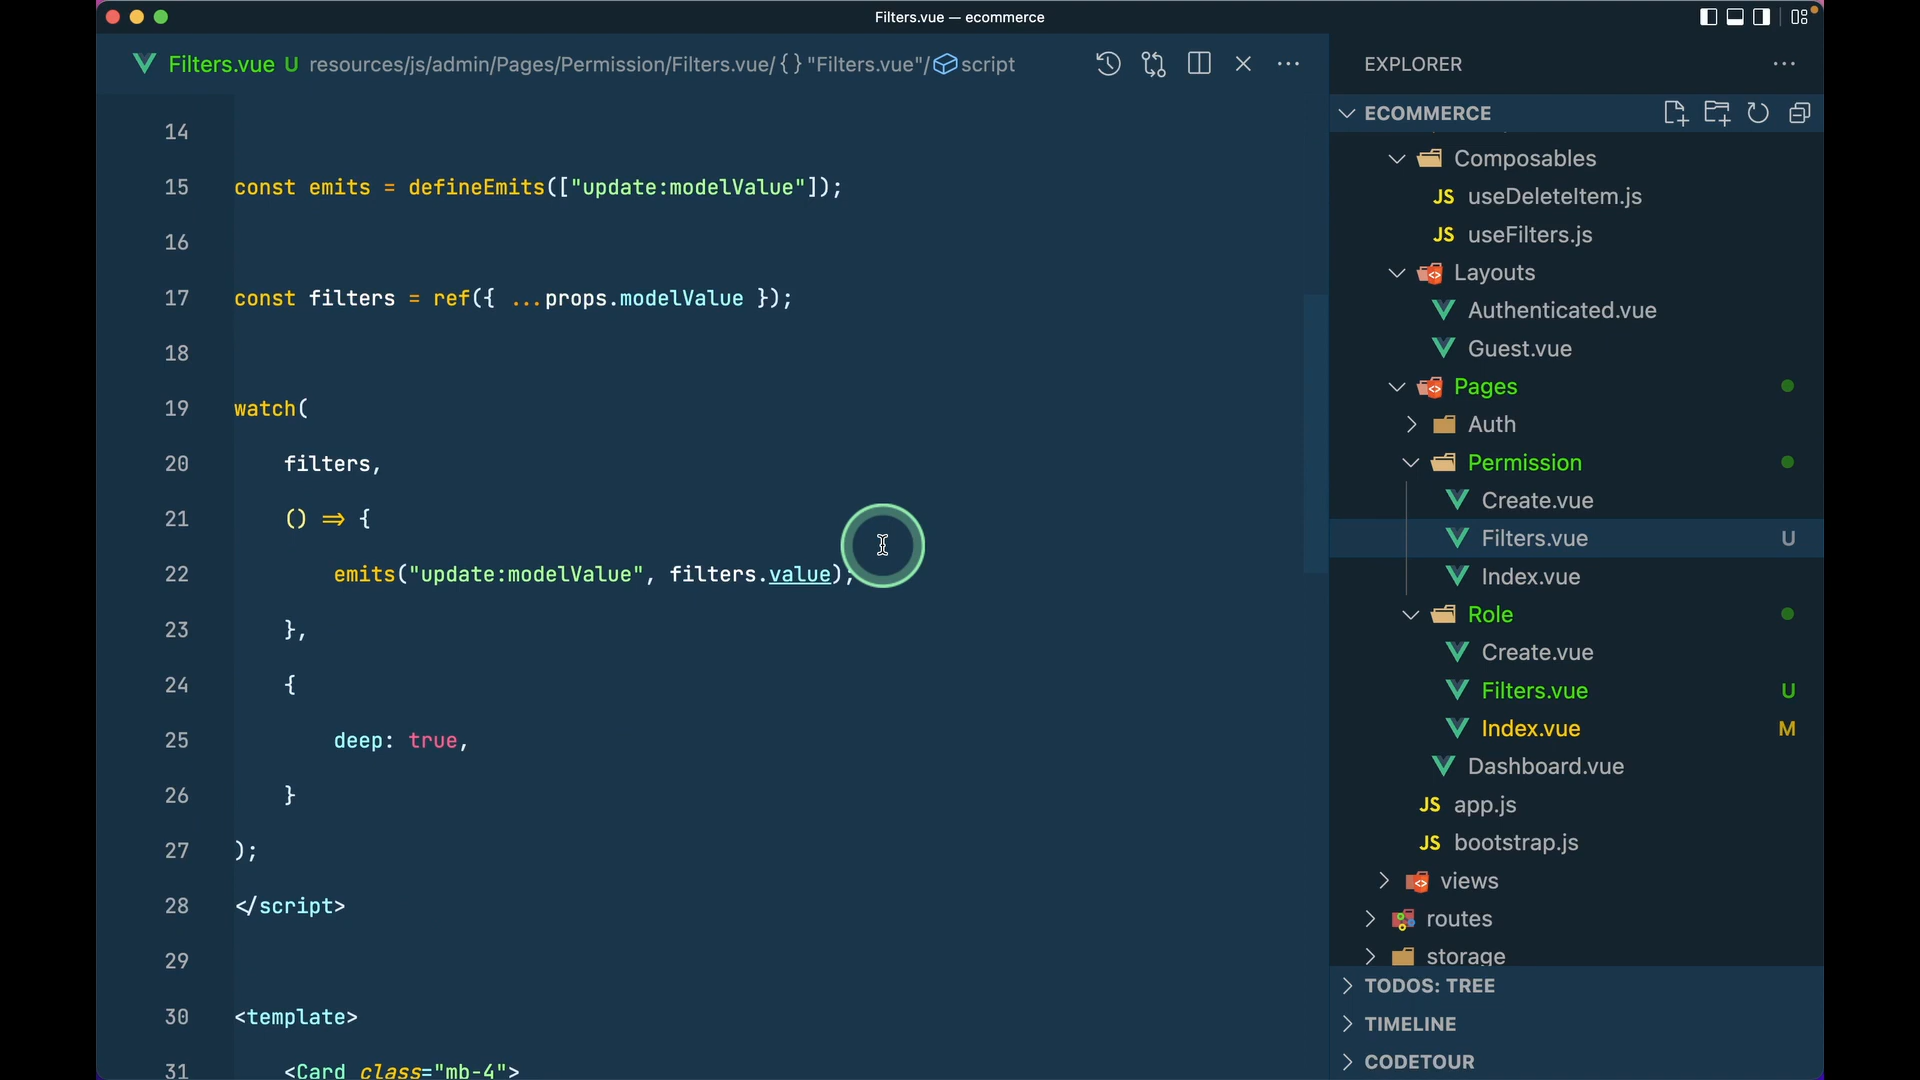 Filters.vue — ecommerce
Filters.vue U resources/js/admin/Pages/Permission/Filters.vue/ {} "Filters.vue"/ script
14
15 const emits = defineEmits(["update:modelValue"]);
16
17 const filters = ref({ ...props.modelValue });
18
19 watch(
20 filters,
21 () => {
22 emits("update:modelValue", filters.value);
23 },
24 {
25 deep: true,
26 }
27 );
28 </script>
29
30 <template>
31 <Card class="mb-4">
EXPLORER
ECOMMERCE
Composables
JS useDeleteItem.js
JS useFilters.js
Layouts
Authenticated.vue
Guest.vue
Pages
Auth
Permission
Create.vue
Filters.vue U
Index.vue
Role
Create.vue
Filters.vue U
Index.vue M
Dashboard.vue
JS app.js
JS bootstrap.js
views
routes
storage
TODOS: TREE
TIMELINE
CODETOUR